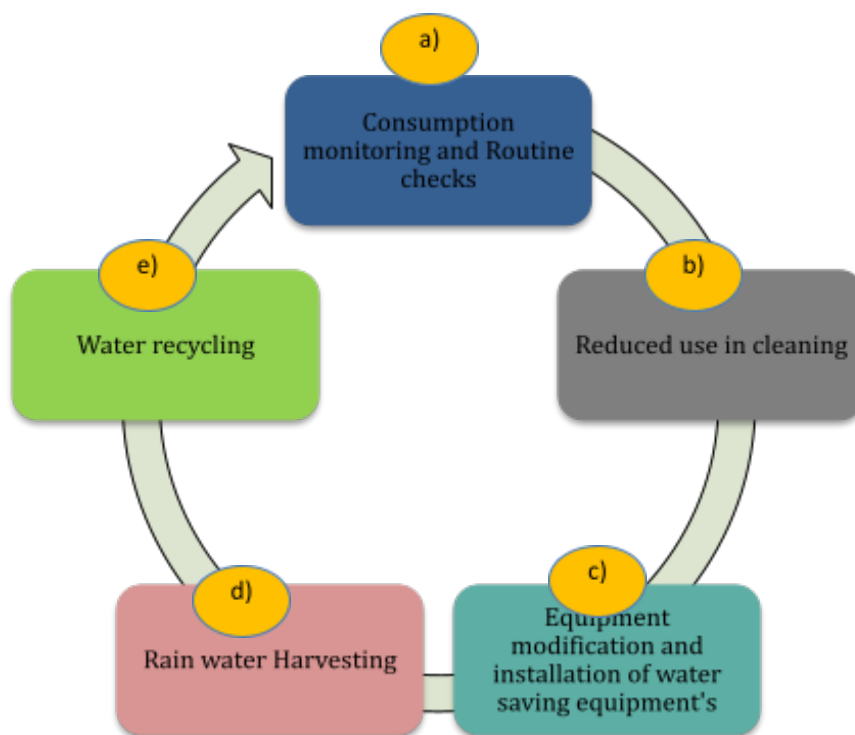 a)
Consumption
monitoring and Routine
checks
b)
Reduced use in cleaning
c)
Equipment
modification and
installation of water
saving equipment's
d)
Rain water Harvesting
e)
Water recycling